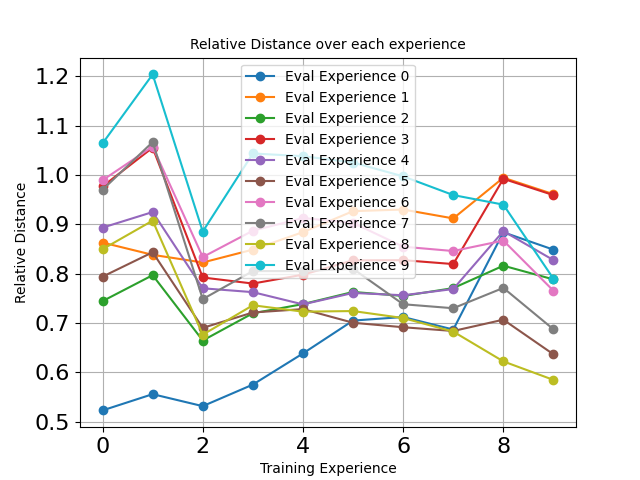 Relative Distance over each experience
Relative Distance
1.2
1.1
1.0
0.9
0.8
0.7
0.6
0.5
Eval Experience 0
Eval Experience 1
Eval Experience 2
Eval Experience 3
Eval Experience 4
Eval Experience 5
Eval Experience 6
Eval Experience 7
Eval Experience 8
Eval Experience 9
0 2 4 6 8
Training Experience